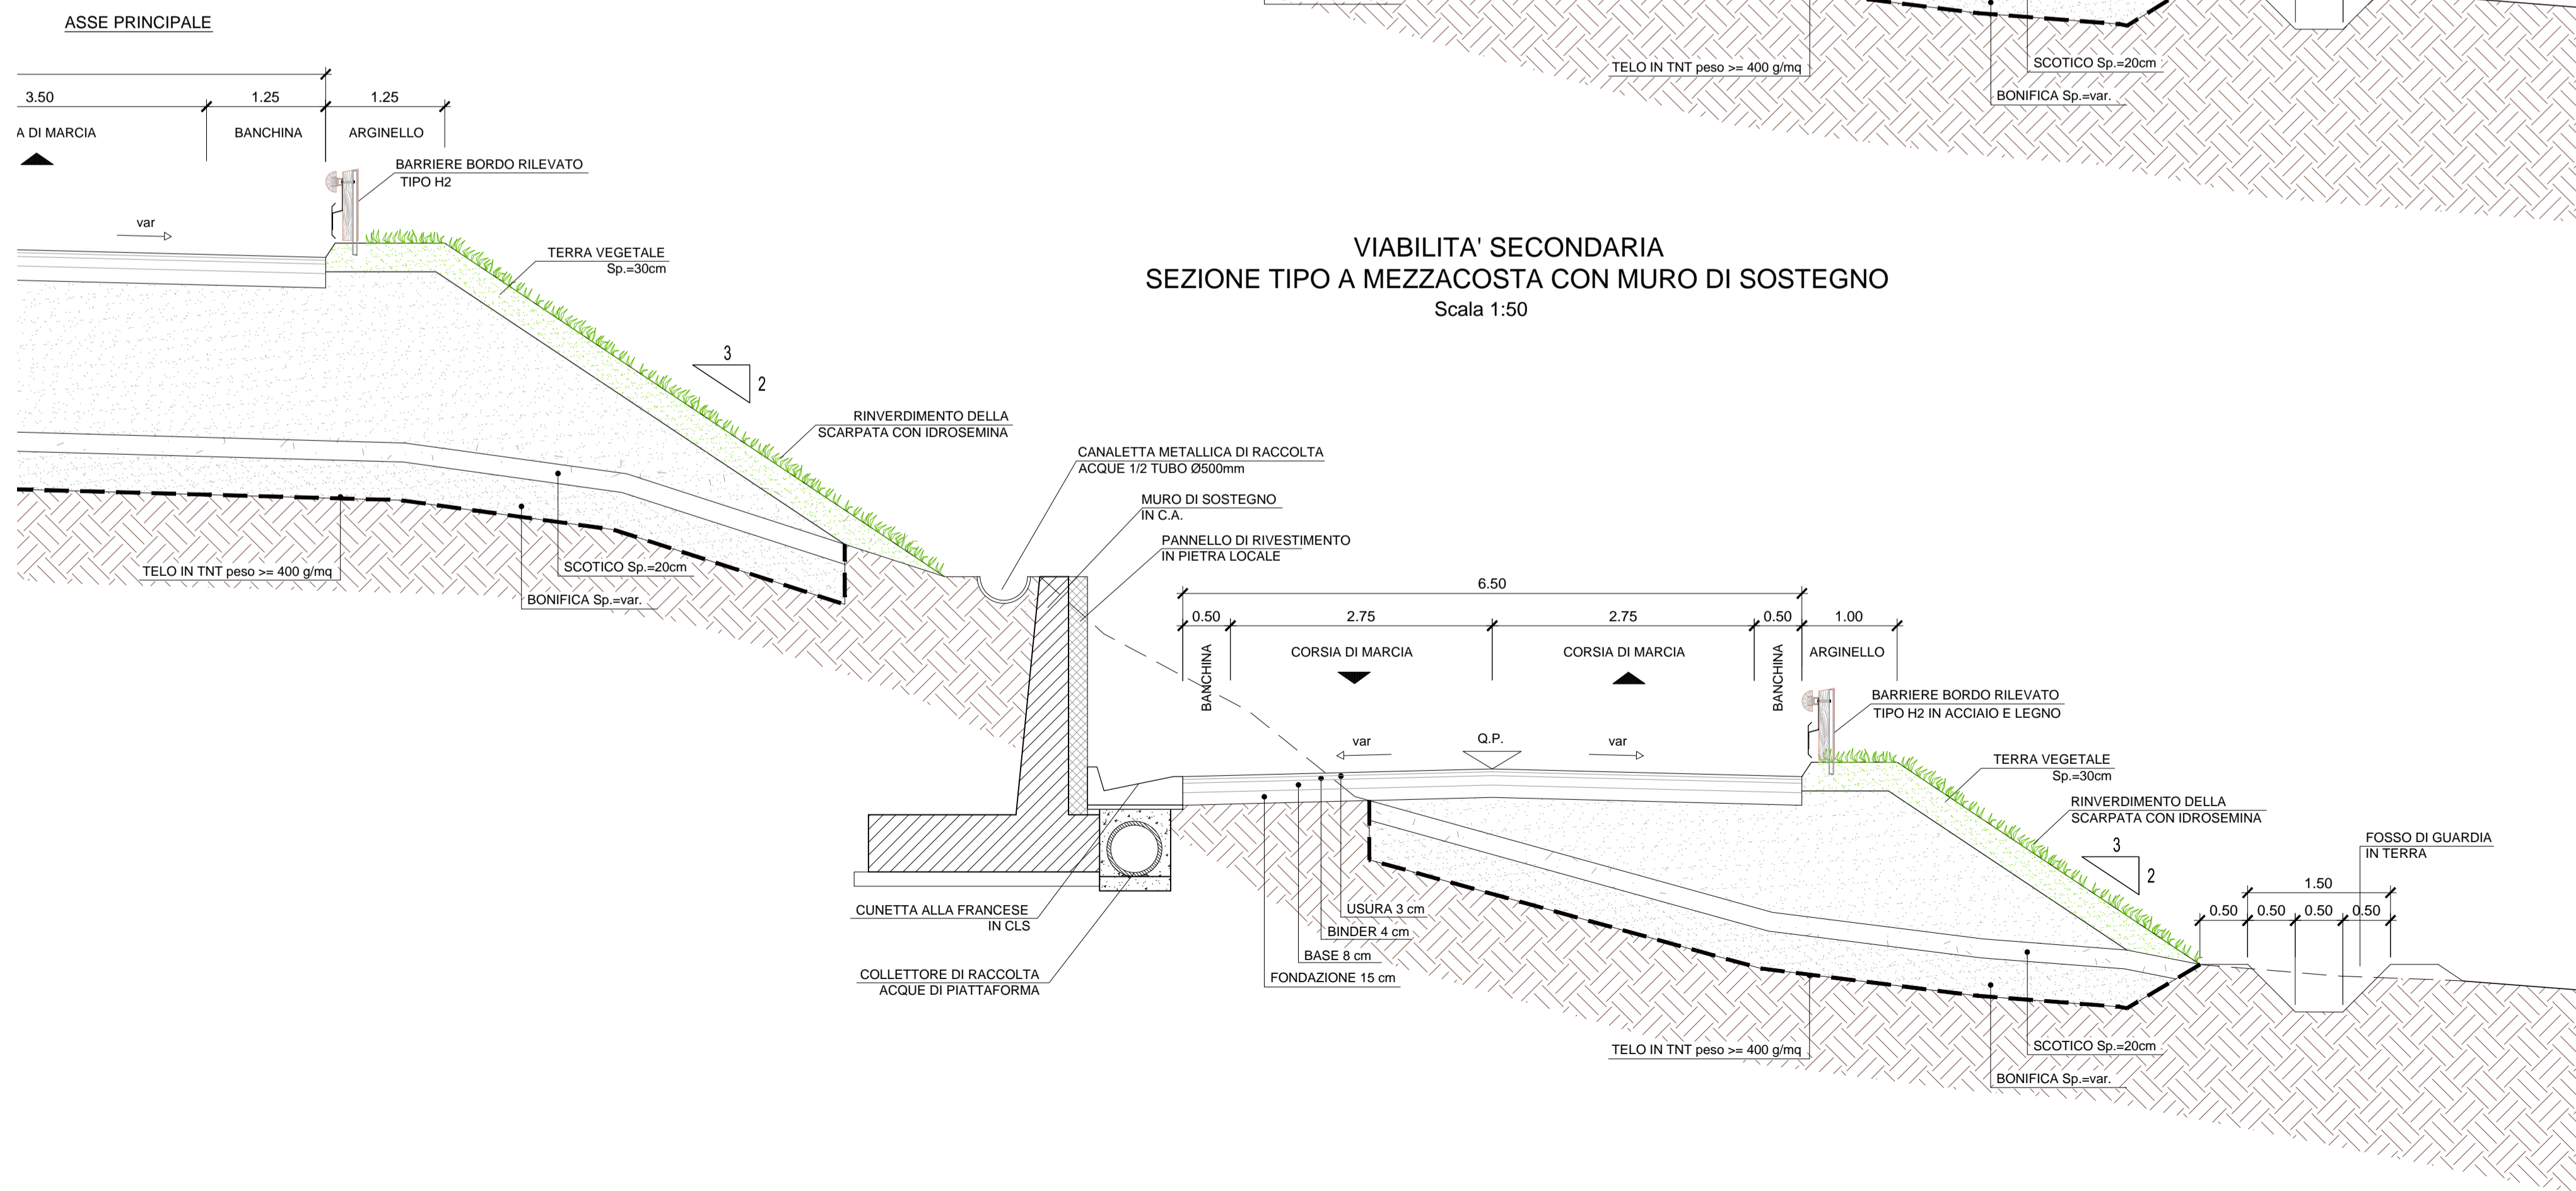 ASSE PRINCIPALE
3.50
1.25
1.25
A DI MARCIA
BANCHINA
ARGINELLO
BARRIERE BORDO RILEVATO
TIPO H2
var
TERRA VEGETALE
Sp.=30cm
3
2
RINVERDIMENTO DELLA
SCARPATA CON IDROSEMINA
TELO IN TNT peso >= 400 g/mq
SCOTICO Sp.=20cm
BONIFICA Sp.=var.
TELO IN TNT peso >= 400 g/mq
SCOTICO Sp.=20cm
BONIFICA Sp.=var.
VIABILITA' SECONDARIA
SEZIONE TIPO A MEZZACOSTA CON MURO DI SOSTEGNO
Scala 1:50
CANALETTA METALLICA DI RACCOLTA
ACQUE 1/2 TUBO Ø500mm
MURO DI SOSTEGNO
IN C.A.
PANNELLO DI RIVESTIMENTO
IN PIETRA LOCALE
6.50
0.50
2.75
2.75
0.50
1.00
BANCHINA
CORSIA DI MARCIA
CORSIA DI MARCIA
BANCHINA
ARGINELLO
BARRIERE BORDO RILEVATO
TIPO H2 IN ACCIAIO E LEGNO
var
Q.P.
var
TERRA VEGETALE
Sp.=30cm
RINVERDIMENTO DELLA
SCARPATA CON IDROSEMINA
3
2
FOSSO DI GUARDIA
IN TERRA
1.50
0.50
0.50
0.50
0.50
CUNETTA ALLA FRANCESE
IN CLS
COLLETTORE DI RACCOLTA
ACQUE DI PIATTAFORMA
USURA 3 cm
BINDER 4 cm
BASE 8 cm
FONDAZIONE 15 cm
TELO IN TNT peso >= 400 g/mq
SCOTICO Sp.=20cm
BONIFICA Sp.=var.